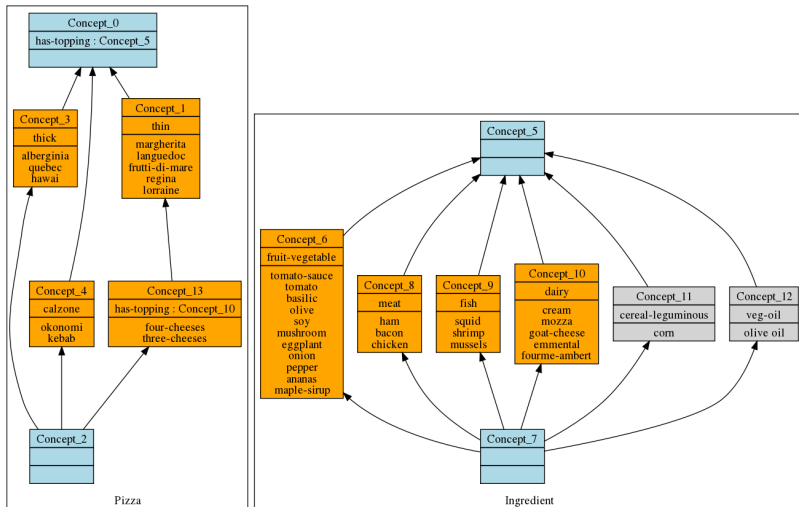 Concept_0
has-topping : Concept_5
Concept_3
thick
alberginia
quebec
hawai
Concept_1
thin
margherita
languedoc
frutti-di-mare
regina
lorraine
Concept_4
calzone
okonomi
kebab
Concept_13
has-topping : Concept_10
four-cheeses
three-cheeses
Concept_2
Pizza
Concept_5
Concept_6
fruit-vegetable
tomato-sauce
tomato
basilic
olive
soy
mushroom
eggplant
onion
pepper
ananas
maple-sirup
Concept_8
meat
ham
bacon
chicken
Concept_9
fish
squid
shrimp
mussels
Concept_10
dairy
cream
mozza
goat-cheese
emmental
fourme-ambert
Concept_11
cereal-leguminous
corn
Concept_12
veg-oil
olive oil
Concept_7
Ingredient